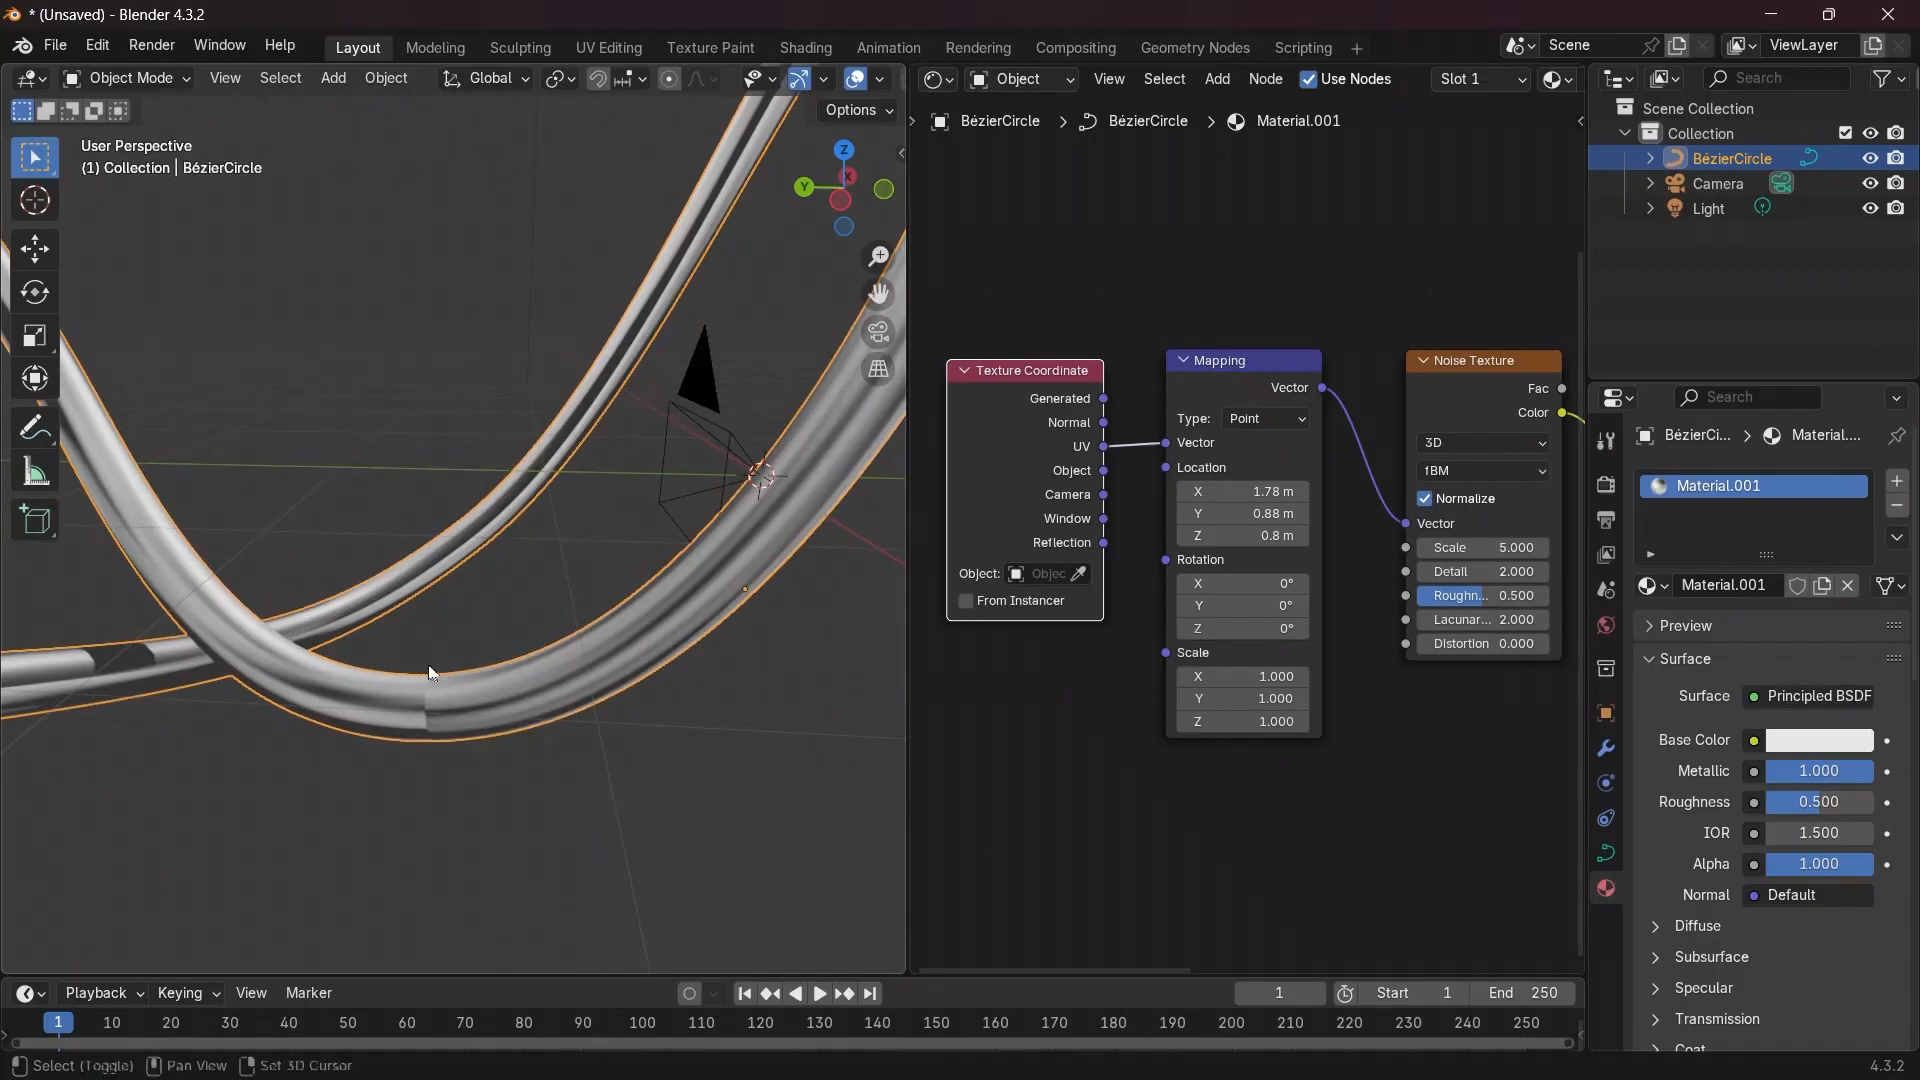 * (Unsaved) - Blender 4.3.2
File Edit Render Window Help
Layout Modeling Sculpting UV Editing Texture Paint Shading Animation Rendering Compositing Geometry Nodes Scripting +
Scene
ViewLayer
Object Mode View Select Add Object Global
Object View Select Add Node Use Nodes Slot 1
Search
Options
User Perspective
(1) Collection | BézierCircle
Z
Y
X
BézierCircle > BézierCircle > Material.001
Scene Collection
Collection
BézierCircle
Camera
Light
Texture Coordinate
Generated
Normal
UV
Object
Camera
Window
Reflection
Object: Objec
From Instancer
Mapping
Vector
Type: Point
Vector
Location
X 1.78 m
Y 0.88 m
Z 0.8 m
Rotation
X 0°
Y 0°
Z 0°
Scale
X 1.000
Y 1.000
Z 1.000
Noise Texture
Fac
Color
3D
fBM
Normalize
Vector
Scale 5.000
Detail 2.000
Roughn... 0.500
Lacunar... 2.000
Distortion 0.000
Search
BézierCi... > Material....
Material.001
Material.001
Preview
Surface
Surface Principled BSDF
Base Color
Metallic 1.000
Roughness 0.500
IOR 1.500
Alpha 1.000
Normal Default
Diffuse
Subsurface
Specular
Transmission
Coat
Playback Keying View Marker
1 Start 1 End 250
1 10 20 30 40 50 60 70 80 90 100 110 120 130 140 150 160 170 180 190 200 210 220 230 240 250
Select (Toggle) Pan View Set 3D Cursor
4.3.2